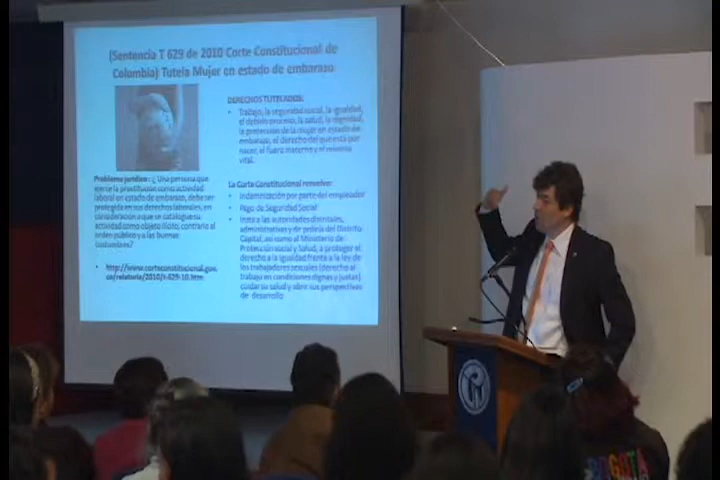 (Sentencia T 629 de 2010 Corte Constitucional de
Colombia) Tutela Mujer en estado de embarazo
DERECHOS TUTELADOS:
• Trabajo, la seguridad social, la igualdad,
el debido proceso, la salud, la dignidad,
la protección de la mujer en estado de
embarazo, el derecho del que está por
nacer, el fuero materno y el mínimo
vital.
Problema jurídico: ¿Una persona que
ejerce la prostitución como actividad
laboral en estado de embarazo, debe ser
protegida en sus derechos laborales, en
consideración a que se catalogue su
actividad como objeto ilícito, contrario al
orden público y a las buenas
costumbres?
• http://www.corteconstitucional.gov.
co/relatoria/2010/t-629-10.htm
La Corte Constitucional resuelve:
• Indemnización por parte del empleador
• Pago de Seguridad Social
• Insta a las autoridades distritales,
administrativas y de policía del Distrito
Capital, así como al Ministerio de
Protección social y Salud, a proteger el
derecho a la igualdad frente a la ley de
los trabajadores sexuales (derecho al
trabajo en condiciones dignas y justas)
cuidar su salud y abrir sus perspectivas
de desarrollo
BOGOTA